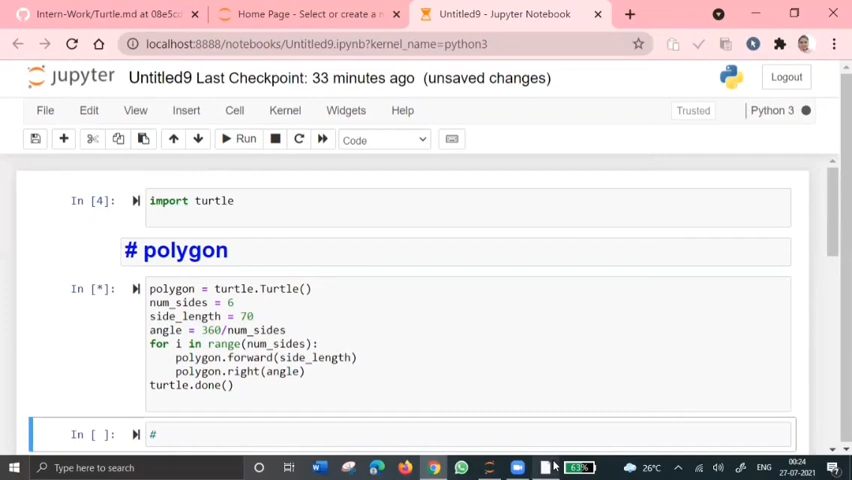 Intern-Work/Turtle.md at 08e5cc
Home Page - Select or create a n
Untitled9 - Jupyter Notebook
localhost:8888/notebooks/Untitled9.ipynb?kernel_name=python3
jupyter Untitled9 Last Checkpoint: 33 minutes ago (unsaved changes)
Logout
File Edit View Insert Cell Kernel Widgets Help
Trusted
Python 3
Run
Code
In [4]: import turtle
# polygon
In [*]: polygon = turtle.Turtle()
num_sides = 6
side_length = 70
angle = 360/num_sides
for i in range(num_sides):
polygon.forward(side_length)
polygon.right(angle)
turtle.done()
In [ ]: #
Type here to search
63%
26°C
ENG
00:24
27-07-2021